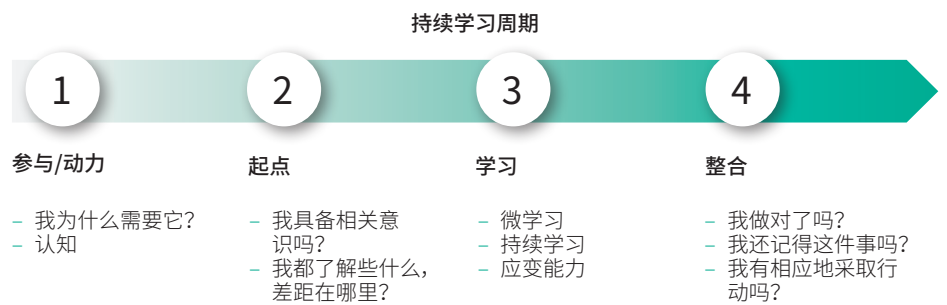 持续学习周期
1
2
3
4
参与/动力
– 我为什么需要它？
– 认知
起点
– 我具备相关意
识吗？
– 我都了解些什么，
差距在哪里？
学习
– 微学习
– 持续学习
– 应变能力
整合
– 我做对了吗？
– 我还记得这件事吗？
– 我有相应地采取行
动吗？